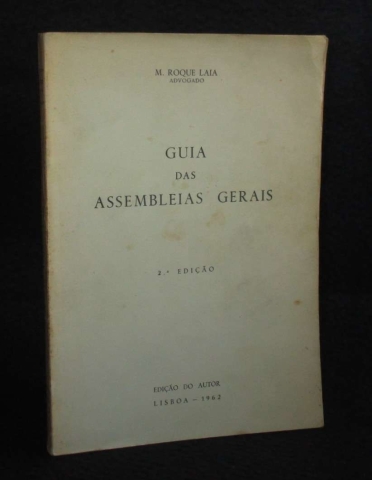 M. ROQUE LAIA
ADVOGADO
GUIA
DAS
ASSEMBLEIAS GERAIS
2.ª EDIÇÃO
EDIÇÃO DO AUTOR
LISBOA — 1962